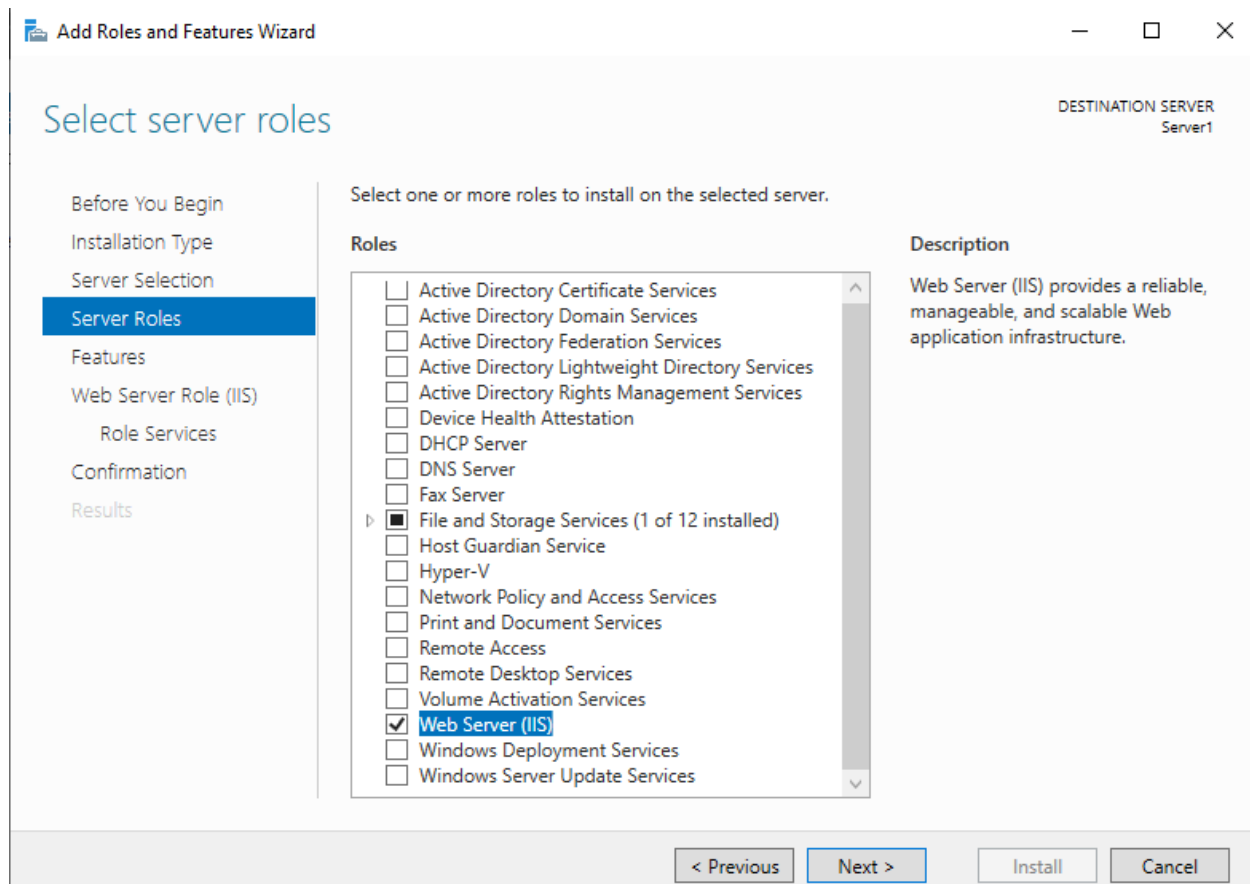 Add Roles and Features Wizard
Select server roles
DESTINATION SERVER
Server1
Before You Begin
Installation Type
Server Selection
Server Roles
Features
Web Server Role (IIS)
Role Services
Confirmation
Results
Select one or more roles to install on the selected server.
Roles
Active Directory Certificate Services
Active Directory Domain Services
Active Directory Federation Services
Active Directory Lightweight Directory Services
Active Directory Rights Management Services
Device Health Attestation
DHCP Server
DNS Server
Fax Server
File and Storage Services (1 of 12 installed)
Host Guardian Service
Hyper-V
Network Policy and Access Services
Print and Document Services
Remote Access
Remote Desktop Services
Volume Activation Services
Web Server (IIS)
Windows Deployment Services
Windows Server Update Services
Description
Web Server (IIS) provides a reliable,
manageable, and scalable Web
application infrastructure.
< Previous
Next >
Install
Cancel